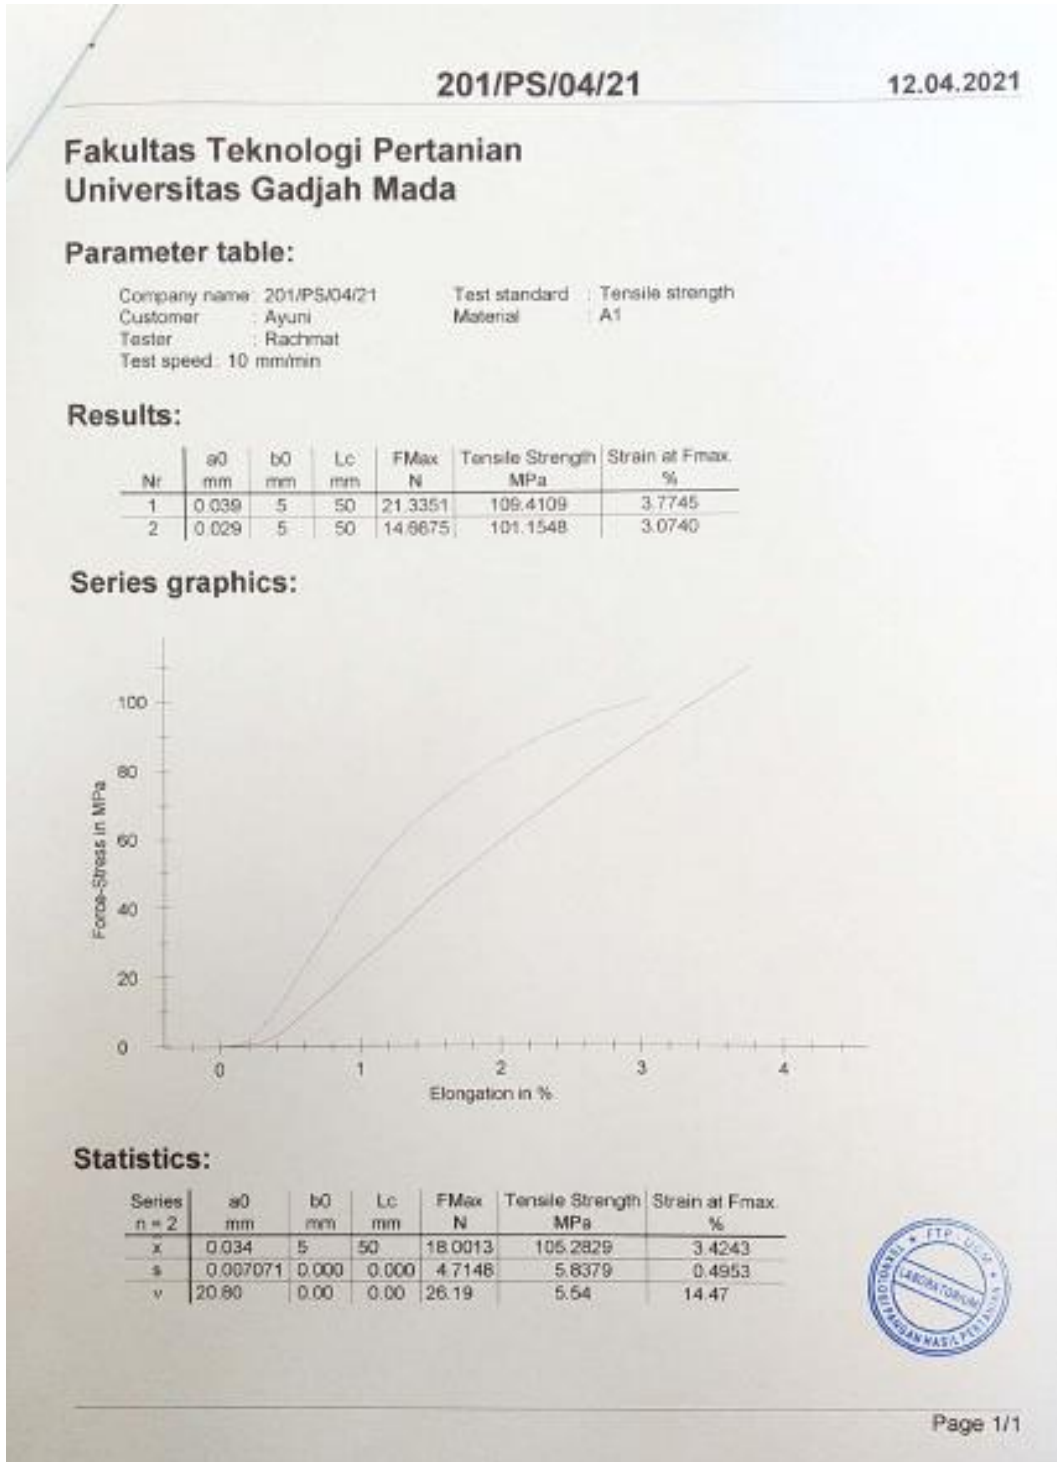 201/PS/04/21 12.04.2021
Fakultas Teknologi Pertanian
Universitas Gadjah Mada
Parameter table:
Company name: 201/PS/04/21 Test standard : Tensile strength
Customer : Ayuni Material : A1
Tester : Rachmat
Test speed : 10 mm/min
Results:
a0 b0 Lc FMax Tensile Strength Strain at Fmax.
Nr mm mm mm N MPa %
1 0.039 5 50 21.3351 109.4109 3.7745
2 0.029 5 50 14.6675 101.1548 3.0740
Series graphics:
Force-Stress in MPa
100
80
60
40
20
0
0 1 2 3 4
Elongation in %
Statistics:
Series a0 b0 Lc FMax Tensile Strength Strain at Fmax.
n = 2 mm mm mm N MPa %
x 0.034 5 50 18.0013 105.2829 3.4243
s 0.007071 0.000 0.000 4.7148 5.8379 0.4953
ν 20.80 0.00 0.00 26.19 5.54 14.47
FTP - UGM
LABORATORIUM
TEKNOLOGI PANGAN HASIL PERTANIAN
Page 1/1